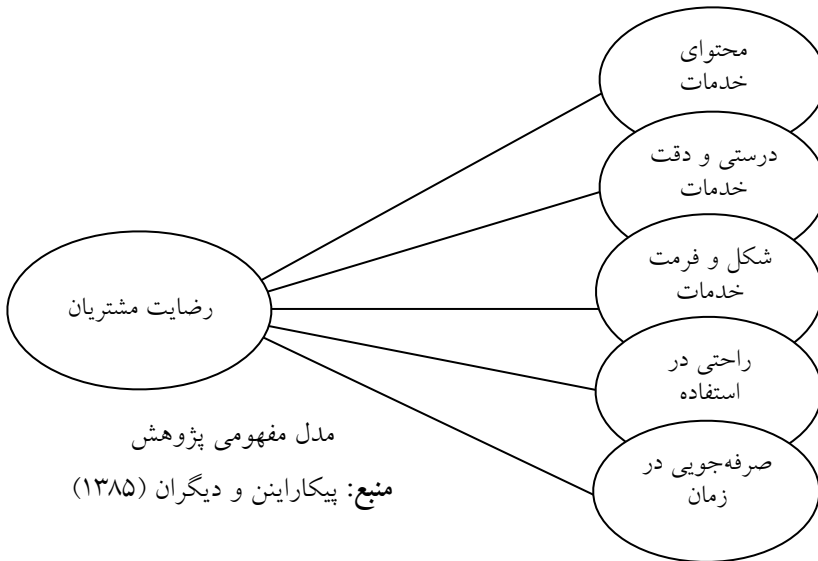 محتوای
خدمات
درستی و دقت
خدمات
شکل و فرمت
خدمات
رضایت مشتریان
راحتی در
استفاده
صرفه‌جویی در
زمان
مدل مفهومی پژوهش
منبع: پیکاراینن و دیگران (۱۳۸۵)